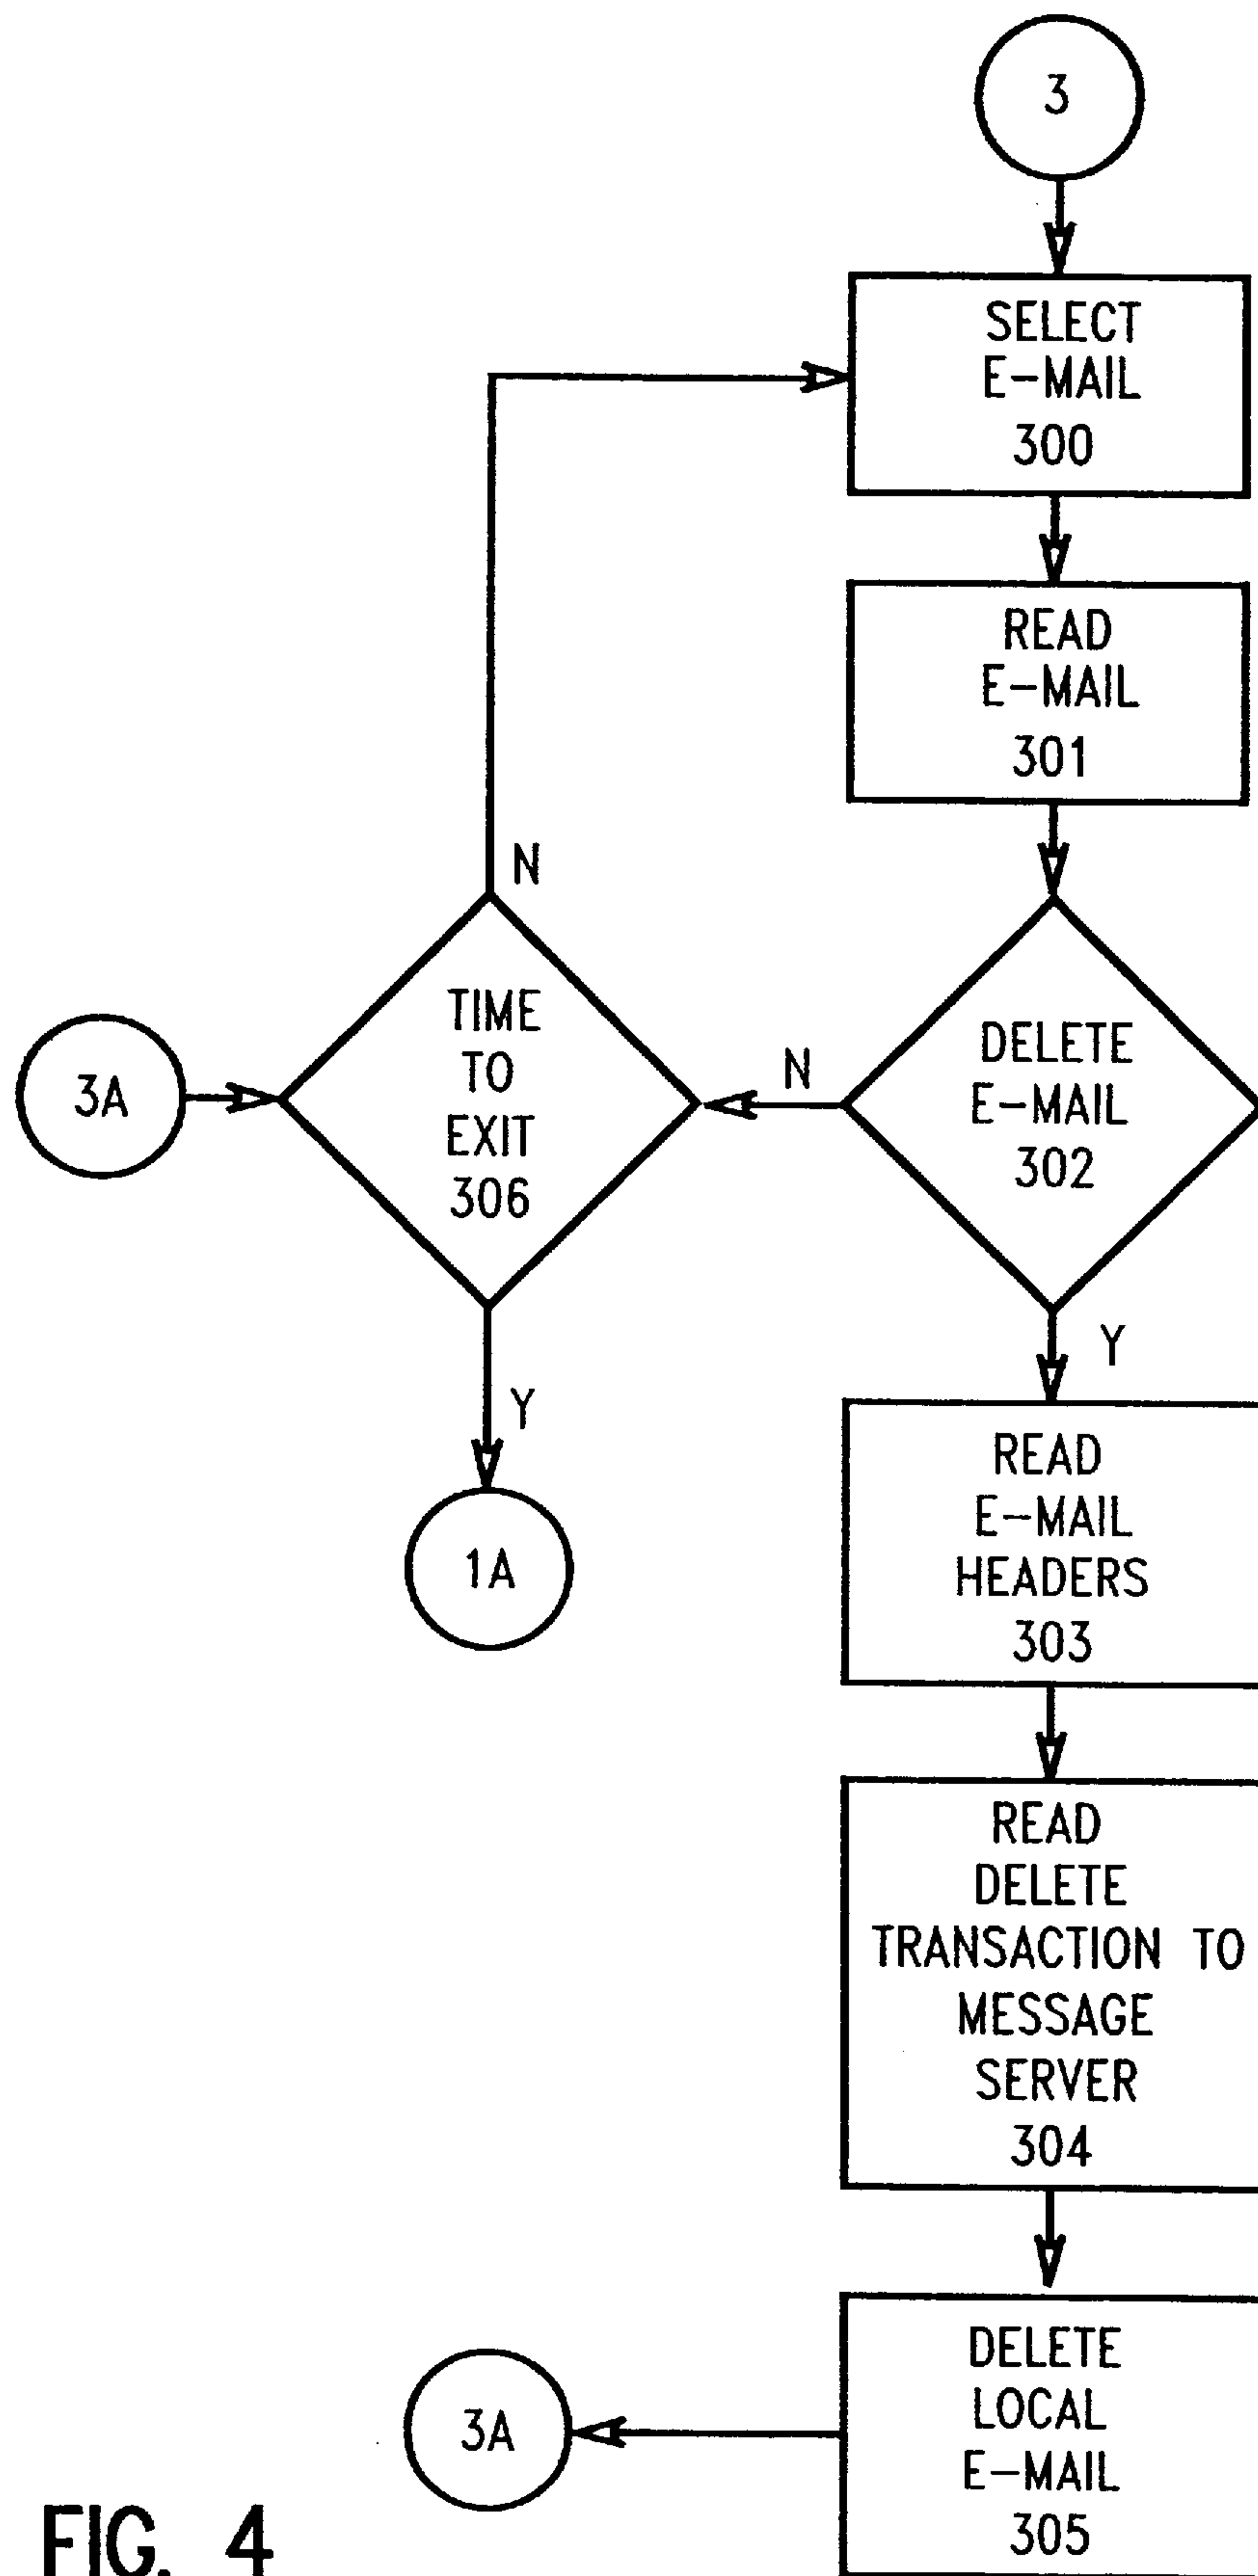 3
SELECT
E-MAIL
300
READ
E-MAIL
301
N
TIME
TO
EXIT
306
3A
N
DELETE
E-MAIL
302
Y
Y
1A
READ
E-MAIL
HEADERS
303
READ
DELETE
TRANSACTION TO
MESSAGE
SERVER
304
DELETE
LOCAL
E-MAIL
305
3A
FIG. 4